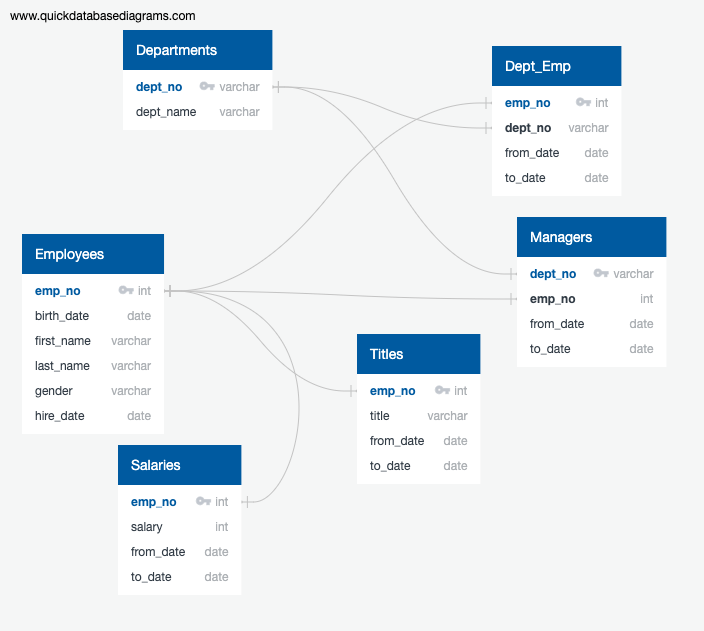 www.quickdatabasediagrams.com
Departments
dept_no varchar
dept_name varchar
Dept_Emp
emp_no int
dept_no varchar
from_date date
to_date date
Employees
emp_no int
birth_date date
first_name varchar
last_name varchar
gender varchar
hire_date date
Managers
dept_no varchar
emp_no int
from_date date
to_date date
Titles
emp_no int
title varchar
from_date date
to_date date
Salaries
emp_no int
salary int
from_date date
to_date date